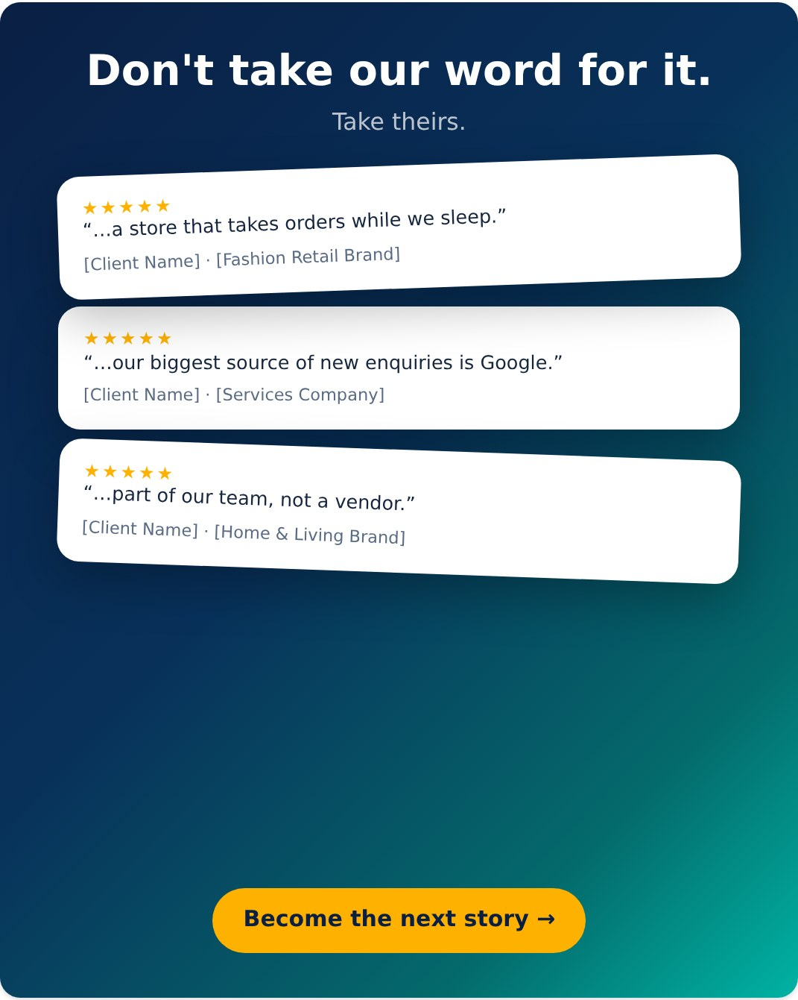 Don't take our word for it.
Take theirs.
★★★★★
“…a store that takes orders while we sleep.”
[Client Name] · [Fashion Retail Brand]
★★★★★
“…our biggest source of new enquiries is Google.”
[Client Name] · [Services Company]
★★★★★
“…part of our team, not a vendor.”
[Client Name] · [Home & Living Brand]
Become the next story →